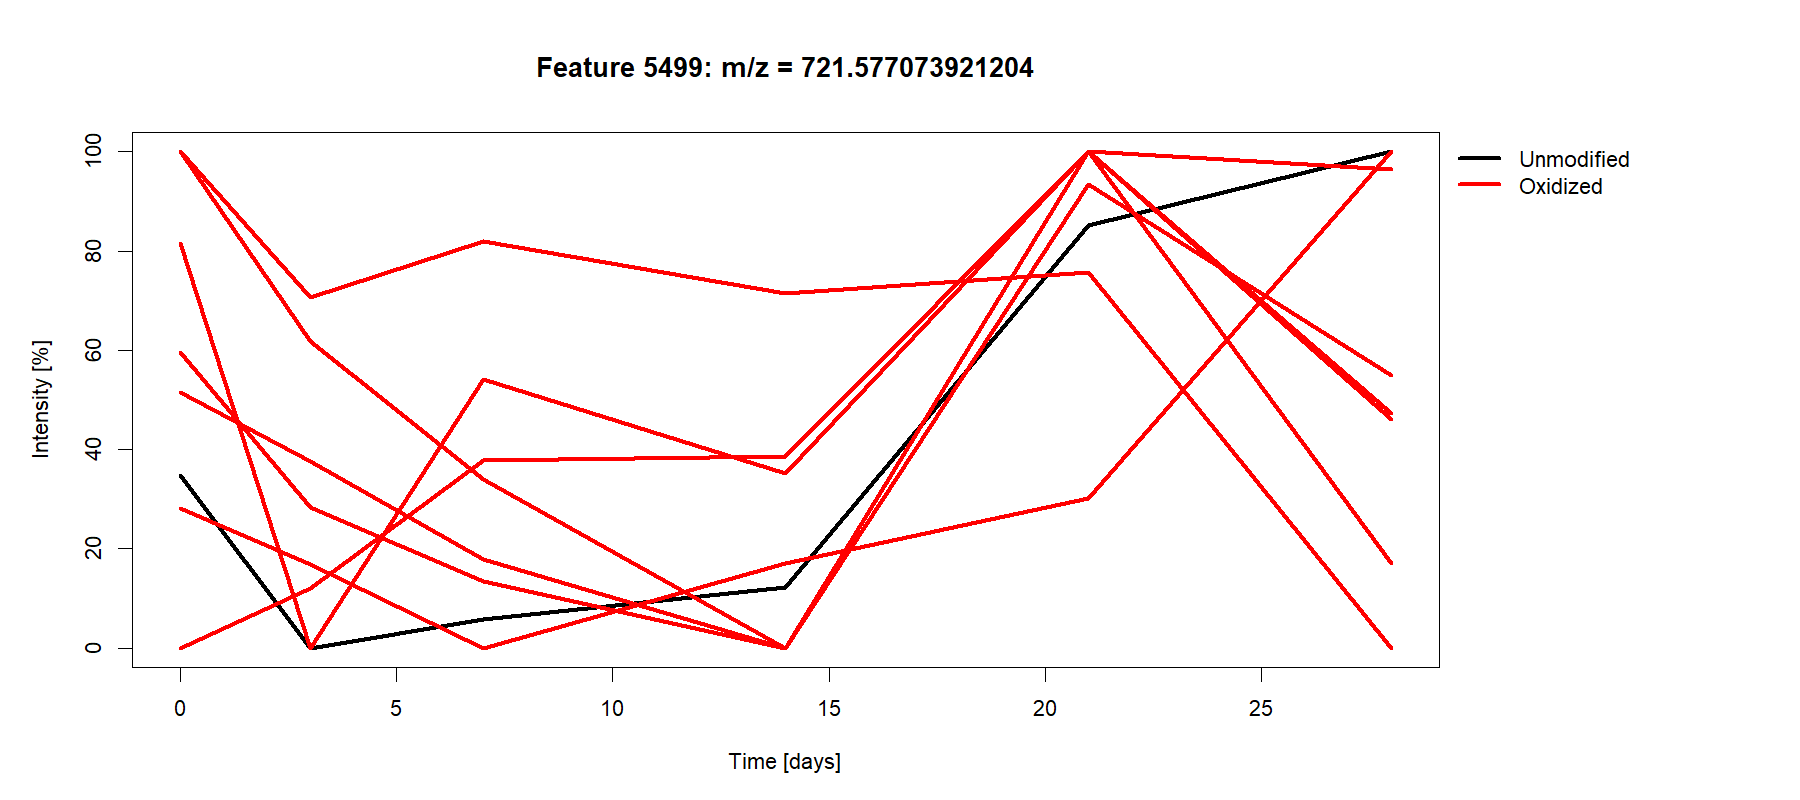 Feature 5499: m/z = 721.577073921204
Unmodified
Oxidized
Intensity [%]
100
80
60
40
20
0
0 5 10 15 20 25
Time [days]